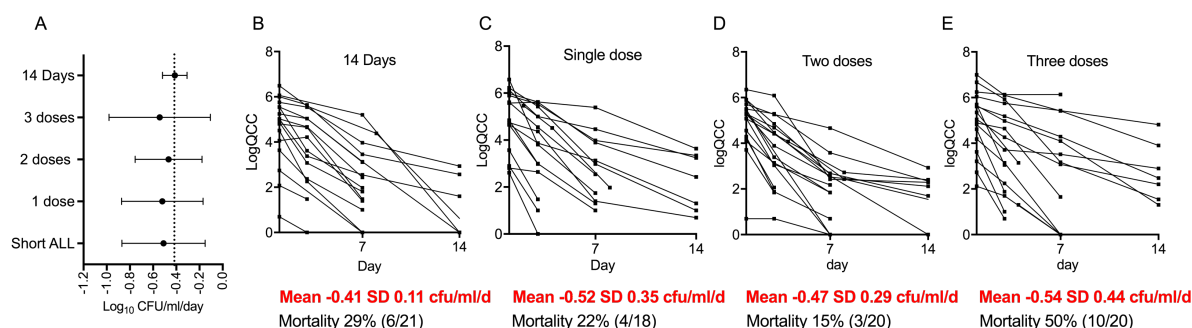 A
14 Days
3 doses
2 doses
1 dose
Short ALL
-1.2
-1.0
-0.8
-0.6
-0.4
-0.2
0.0
Log10 CFU/ml/day
B
14 Days
8
6
4
2
0
LogQCC
7
14
Day
Mean -0.41 SD 0.11 cfu/ml/d
Mortality 29% (6/21)
C
Single dose
8
6
4
2
0
LogQCC
7
14
Day
Mean -0.52 SD 0.35 cfu/ml/d
Mortality 22% (4/18)
D
Two doses
8
6
4
2
0
logQCC
7
14
day
Mean -0.47 SD 0.29 cfu/ml/d
Mortality 15% (3/20)
E
Three doses
8
6
4
2
0
logQCC
7
14
day
Mean -0.54 SD 0.44 cfu/ml/d
Mortality 50% (10/20)